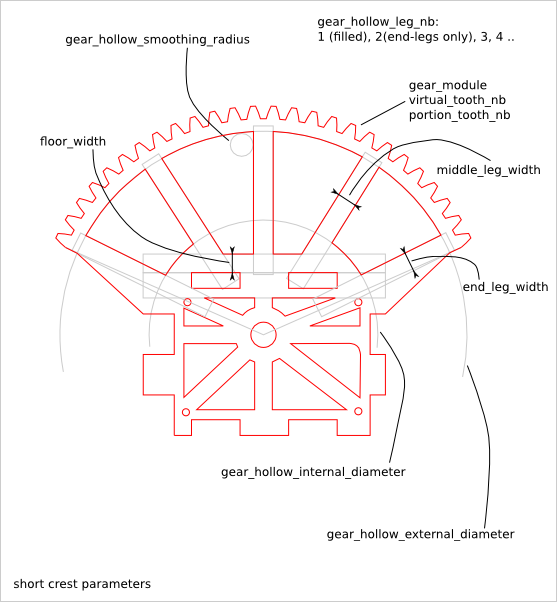 gear_hollow_leg_nb:
1 (filled), 2(end-legs only), 3, 4 ..
gear_hollow_smoothing_radius
gear_module
virtual_tooth_nb
portion_tooth_nb
floor_width
middle_leg_width
end_leg_width
gear_hollow_internal_diameter
gear_hollow_external_diameter
short crest parameters